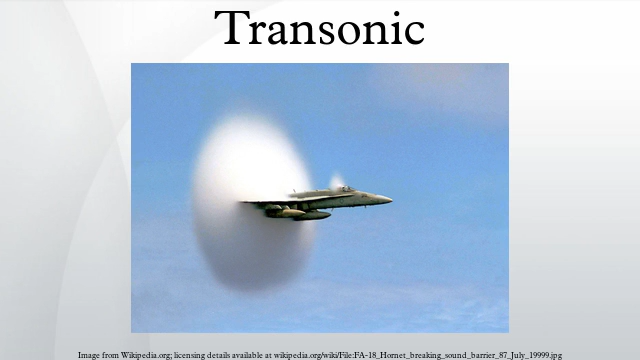 Transonic
Image from Wikipedia.org; licensing details available at wikipedia.org/wiki/File:FA-18_Hornet_breaking_sound_barrier_87_July_19999.jpg